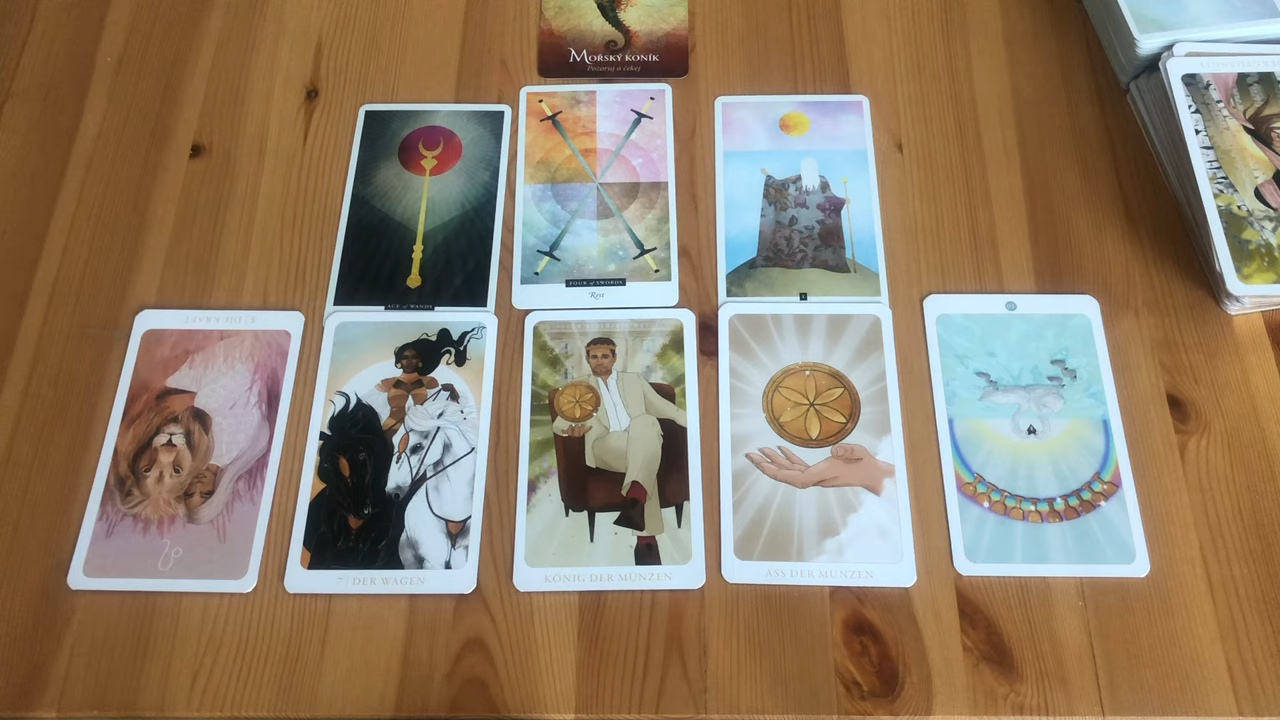 MOŘSKÝ KONÍK
Pozoruj a čekej
ACE of WANDS
FOUR of SWORDS
Rest
8 | DIE KRAFT
7 | DER WAGEN
KÖNIG DER MÜNZEN
ASS DER MÜNZEN
10